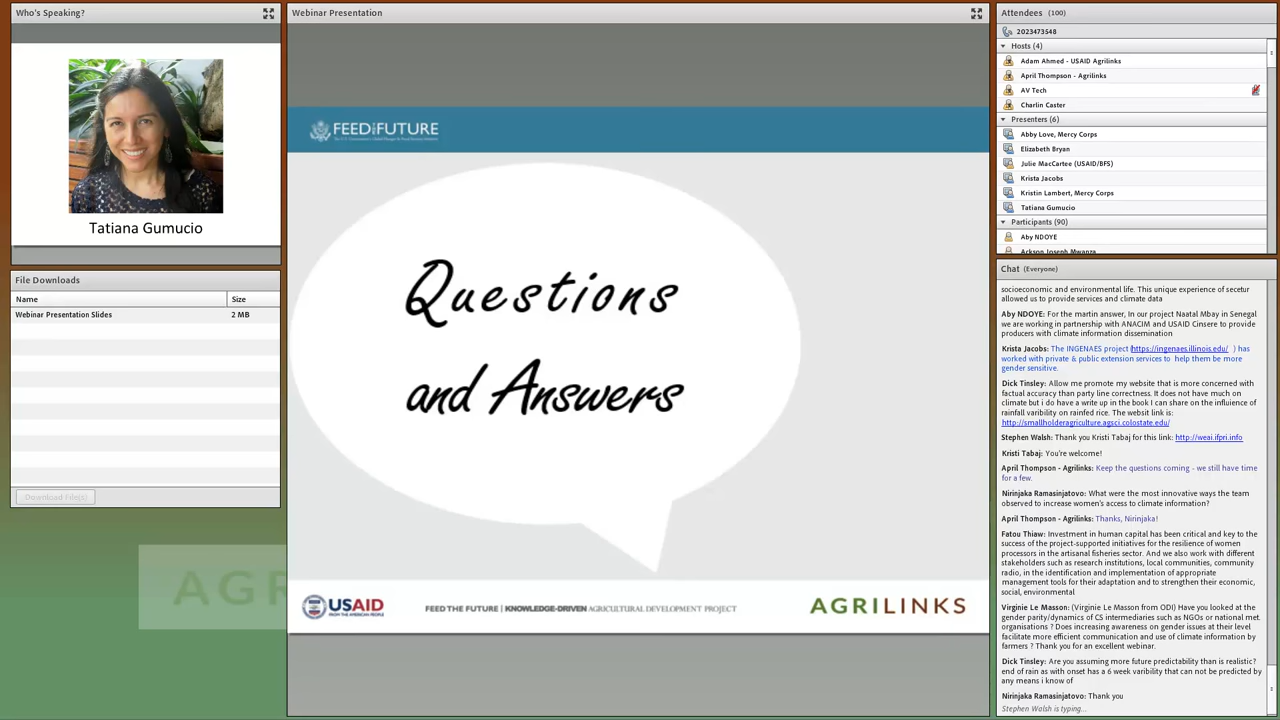 Who's Speaking?
Tatiana Gumucio
File Downloads
Name Size
Webinar Presentation Slides 2 MB
Download File(s)
AGRI
Webinar Presentation
FEED THE FUTURE
Questions
and Answers
USAID
FROM THE AMERICAN PEOPLE
FEED THE FUTURE | KNOWLEDGE-DRIVEN AGRICULTURAL DEVELOPMENT PROJECT
AGRILINKS
Attendees (100)
2023473548
Hosts (4)
Adam Ahmed - USAID Agrilinks
April Thompson - Agrilinks
AV Tech
Charlin Caster
Presenters (6)
Abby Love, Mercy Corps
Elizabeth Bryan
Julie MacCartee (USAID/BFS)
Krista Jacobs
Kristin Lambert, Mercy Corps
Tatiana Gumucio
Participants (90)
Aby NDOYE
Ackson Joseph Mwanza
Chat (Everyone)
socioeconomic and environmental life. This unique experience of secetur
allowed us to provide services and climate data
Aby NDOYE: For the martin answer, In our project Naatal Mbay in Senegal
we are working in partnership with ANACIM and USAID Cinsere to provide
producers with climate information dissemination
Krista Jacobs: The INGENAES project (https://ingenaes.illinois.edu/ ) has
worked with private & public extension services to help them be more
gender sensitive.
Dick Tinsley: Allow me promote my website that is more concerned with
factual accuracy than party line correctness. It does not have much on
climate but i do have a write up in the book I can share on the influence of
rainfall varibility on rainfed rice. The websit link is:
http://smallholderagriculture.agsci.colostate.edu/
Stephen Walsh: Thank you Kristi Tabaj for this link: http://weai.ifpri.info
Kristi Tabaj: You're welcome!
April Thompson - Agrilinks: Keep the questions coming - we still have time
for a few.
Nirinjaka Ramasinjatovo: What were the most innovative ways the team
observed to increase women's access to climate information?
April Thompson - Agrilinks: Thanks, Nirinjaka!
Fatou Thiaw: Investment in human capital has been critical and key to the
success of the project-supported initiatives for the resilience of women
processors in the artisanal fisheries sector. And we also work with different
stakeholders such as research institutions, local communities, community
radio, in the identification and implementation of appropriate
management tools for their adaptation and to strengthen their economic,
social, environmental
Virginie Le Masson: (Virginie Le Masson from ODI) Have you looked at the
gender parity/dynamics of CS intermediaries such as NGOs or national met.
organisations ? Does increasing awareness on gender issues at their level
facilitate more efficient communication and use of climate information by
farmers ? Thank you for an excellent webinar.
Dick Tinsley: Are you assuming more future predictability than is realistic?
end of rain as with onset has a 6 week varibility that can not be predicted by
any means i know of
Nirinjaka Ramasinjatovo: Thank you
Stephen Walsh is typing...